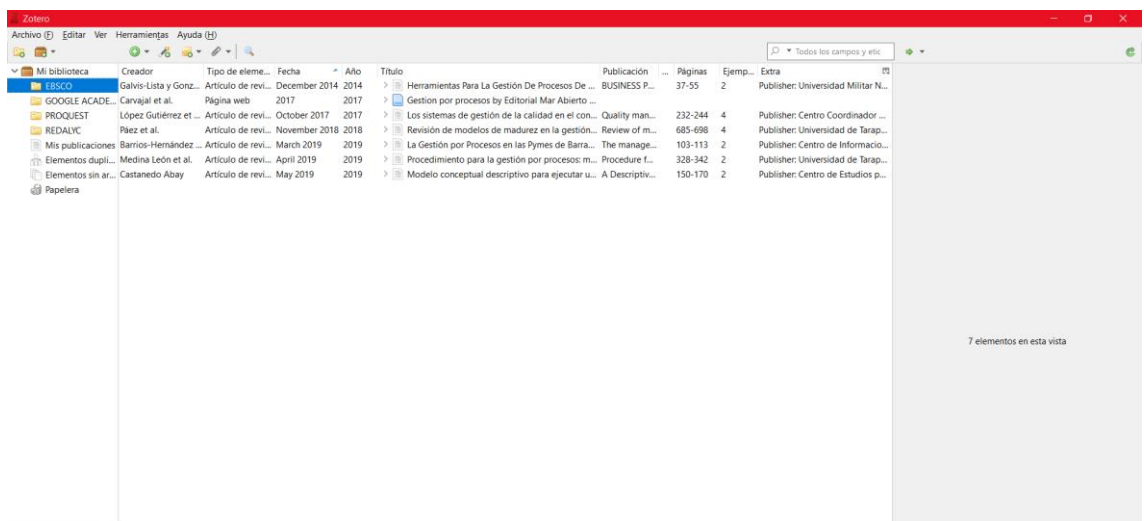 Zotero
Archivo (F) Editar Ver Herramientas Ayuda (H)
Todos los campos y etic
Mi biblioteca Creador Tipo de eleme... Fecha Año Título Publicación ... Páginas Ejemp... Extra
EBSCO Galvis-Lista y Gonz... Artículo de revi... December 2014 2014 Herramientas Para La Gestión De Procesos De ... BUSINESS P... 37-55 2 Publisher: Universidad Militar N...
GOOGLE ACADE... Carvajal et al. Página web 2017 2017 Gestion por procesos by Editorial Mar Abierto ...
PROQUEST López Gutiérrez et ... Artículo de revi... October 2017 2017 Los sistemas de gestión de la calidad en el con... Quality man... 232-244 4 Publisher: Centro Coordinador ...
REDALYC Páez et al. Artículo de revi... November 2018 2018 Revisión de modelos de madurez en la gestión... Review of m... 685-698 4 Publisher: Universidad de Tarap...
Mis publicaciones Barrios-Hernández ... Artículo de revi... March 2019 2019 La Gestión por Procesos en las Pymes de Barra... The manage... 103-113 2 Publisher: Centro de Informacio...
Elementos dupli... Medina León et al. Artículo de revi... April 2019 2019 Procedimiento para la gestión por procesos: m... Procedure f... 328-342 2 Publisher: Universidad de Tarap...
Elementos sin ar... Castanedo Abay Artículo de revi... May 2019 2019 Modelo conceptual descriptivo para ejecutar u... A Descriptiv... 150-170 2 Publisher: Centro de Estudios p...
Papelera
7 elementos en esta vista